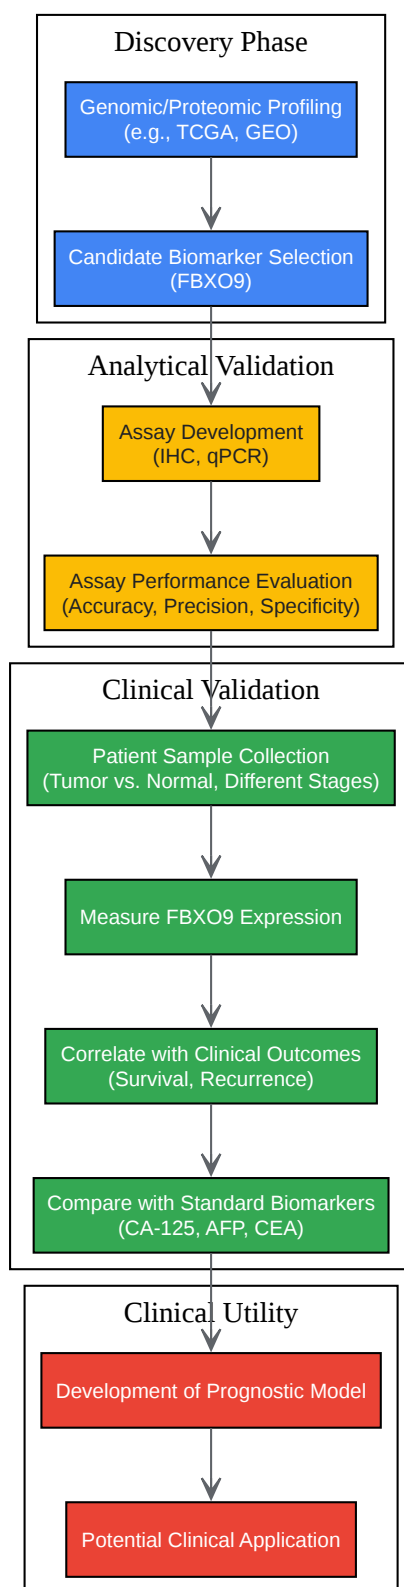 Discovery Phase
Genomic/Proteomic Profiling
(e.g., TCGA, GEO)
Candidate Biomarker Selection
(FBXO9)
Analytical Validation
Assay Development
(IHC, qPCR)
Assay Performance Evaluation
(Accuracy, Precision, Specificity)
Clinical Validation
Patient Sample Collection
(Tumor vs. Normal, Different Stages)
Measure FBXO9 Expression
Correlate with Clinical Outcomes
(Survival, Recurrence)
Compare with Standard Biomarkers
(CA-125, AFP, CEA)
Clinical Utility
Development of Prognostic Model
Potential Clinical Application